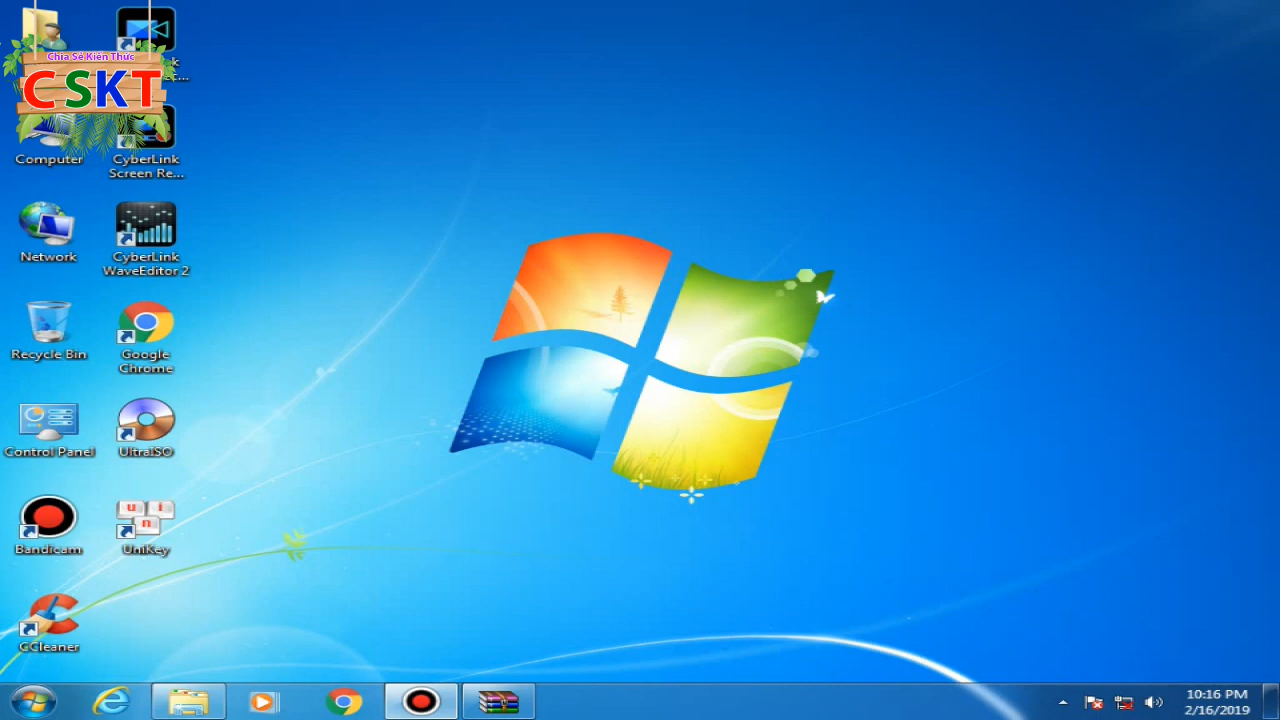 Chia Sẻ Kiến Thức
CSKT
Computer
CyberLink
Screen Re...
Network
CyberLink
WaveEditor 2
Recycle Bin
Google
Chrome
Control Panel
UltraISO
Bandicam
u i
n
UniKey
CCleaner
10:16 PM
2/16/2019